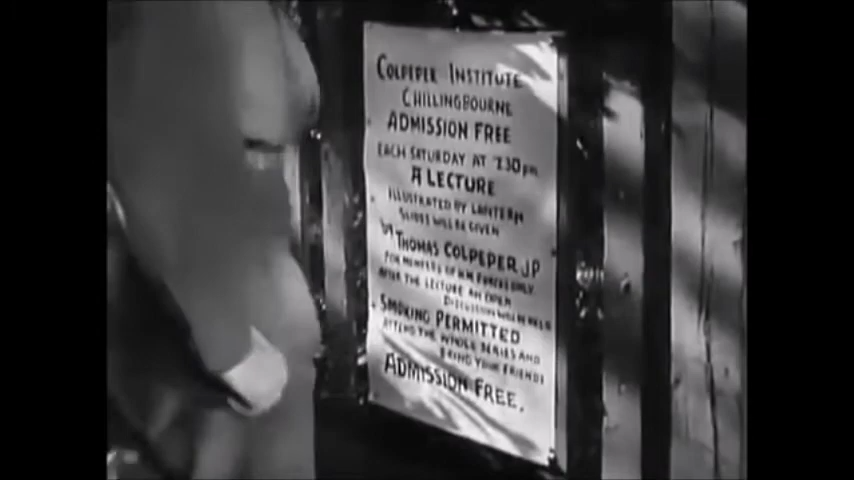 COLPEPER INSTITUTE
CHILLINGBOURNE
ADMISSION FREE
EACH SATURDAY AT 7.30 pm
A LECTURE
ILLUSTRATED BY LANTERN
SLIDES WILL BE GIVEN
by THOMAS COLPEPER JP
FOR MEMBERS OF H.M FORCES ONLY
AFTER THE LECTURE AN OPEN
DISCUSSION WILL BE HELD
SMOKING PERMITTED
ATTEND THE WHOLE SERIES AND
BRING YOUR FRIENDS
ADMISSION FREE.